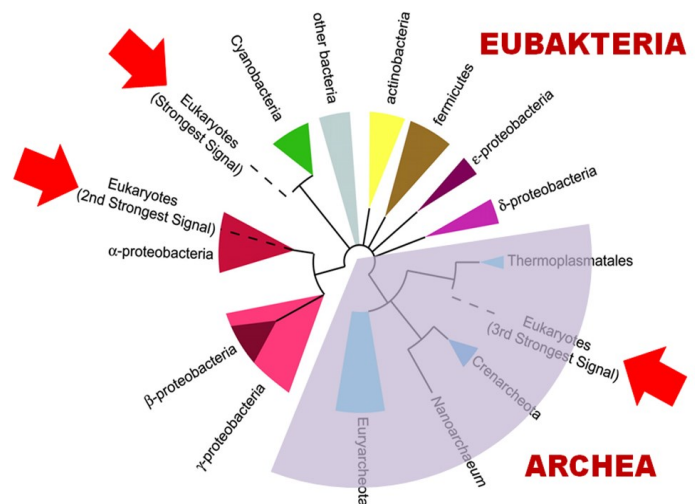 EUBAKTERIA
other bacteria
actinobacteria
fermicutes
Cyanobacteria
ε-proteobacteria
Eukaryotes
(Strongest Signal)
δ-proteobacteria
Eukaryotes
(2nd Strongest Signal)
α-proteobacteria
Thermoplasmatales
Eukaryotes
(3rd Strongest Signal)
β-proteobacteria
γ-proteobacteria
Crenarcheota
Nanoarchaeum
Euryarcheota
ARCHEA